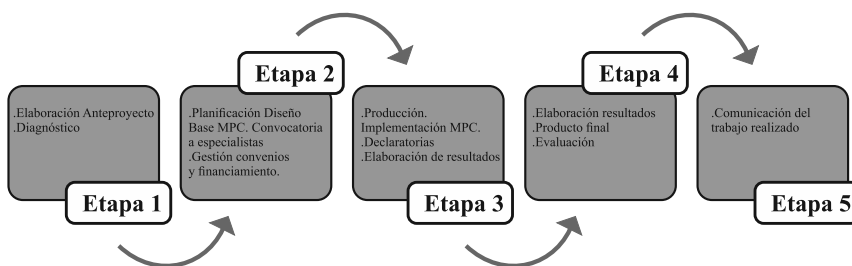 .Elaboración Anteproyecto
.Diagnóstico
Etapa 1
Etapa 2
.Planificación Diseño
Base MPC. Convocatoria
a especialistas
.Gestión convenios
y financiamiento.
.Producción.
Implementación MPC.
.Declaratorias
.Elaboración de resultados
Etapa 3
Etapa 4
.Elaboración resultados
.Producto final
.Evaluación
.Comunicación del
trabajo realizado
Etapa 5